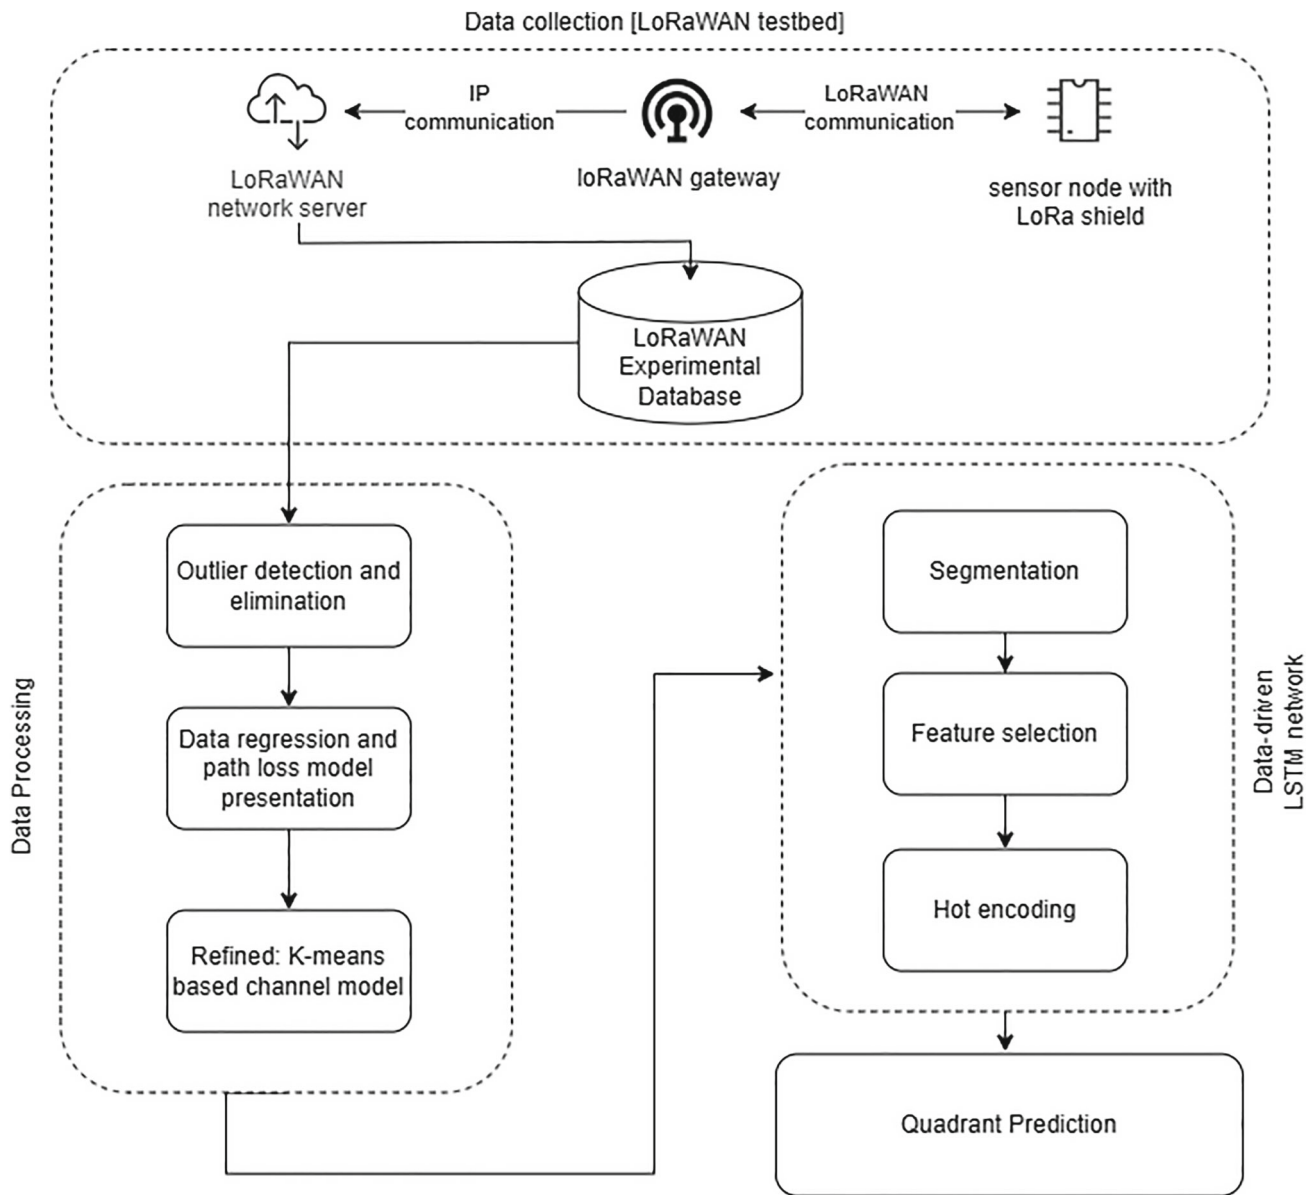 Data collection [LoRaWAN testbed]
IP
communication
LoRaWAN
communication
LoRaWAN
network server
loRaWAN gateway
sensor node with
LoRa shield
LoRaWAN
Experimental
Database
Data Processing
Outlier detection and
elimination
Data regression and
path loss model
presentation
Refined: K-means
based channel model
Segmentation
Feature selection
Hot encoding
Data-driven
LSTM network
Quadrant Prediction